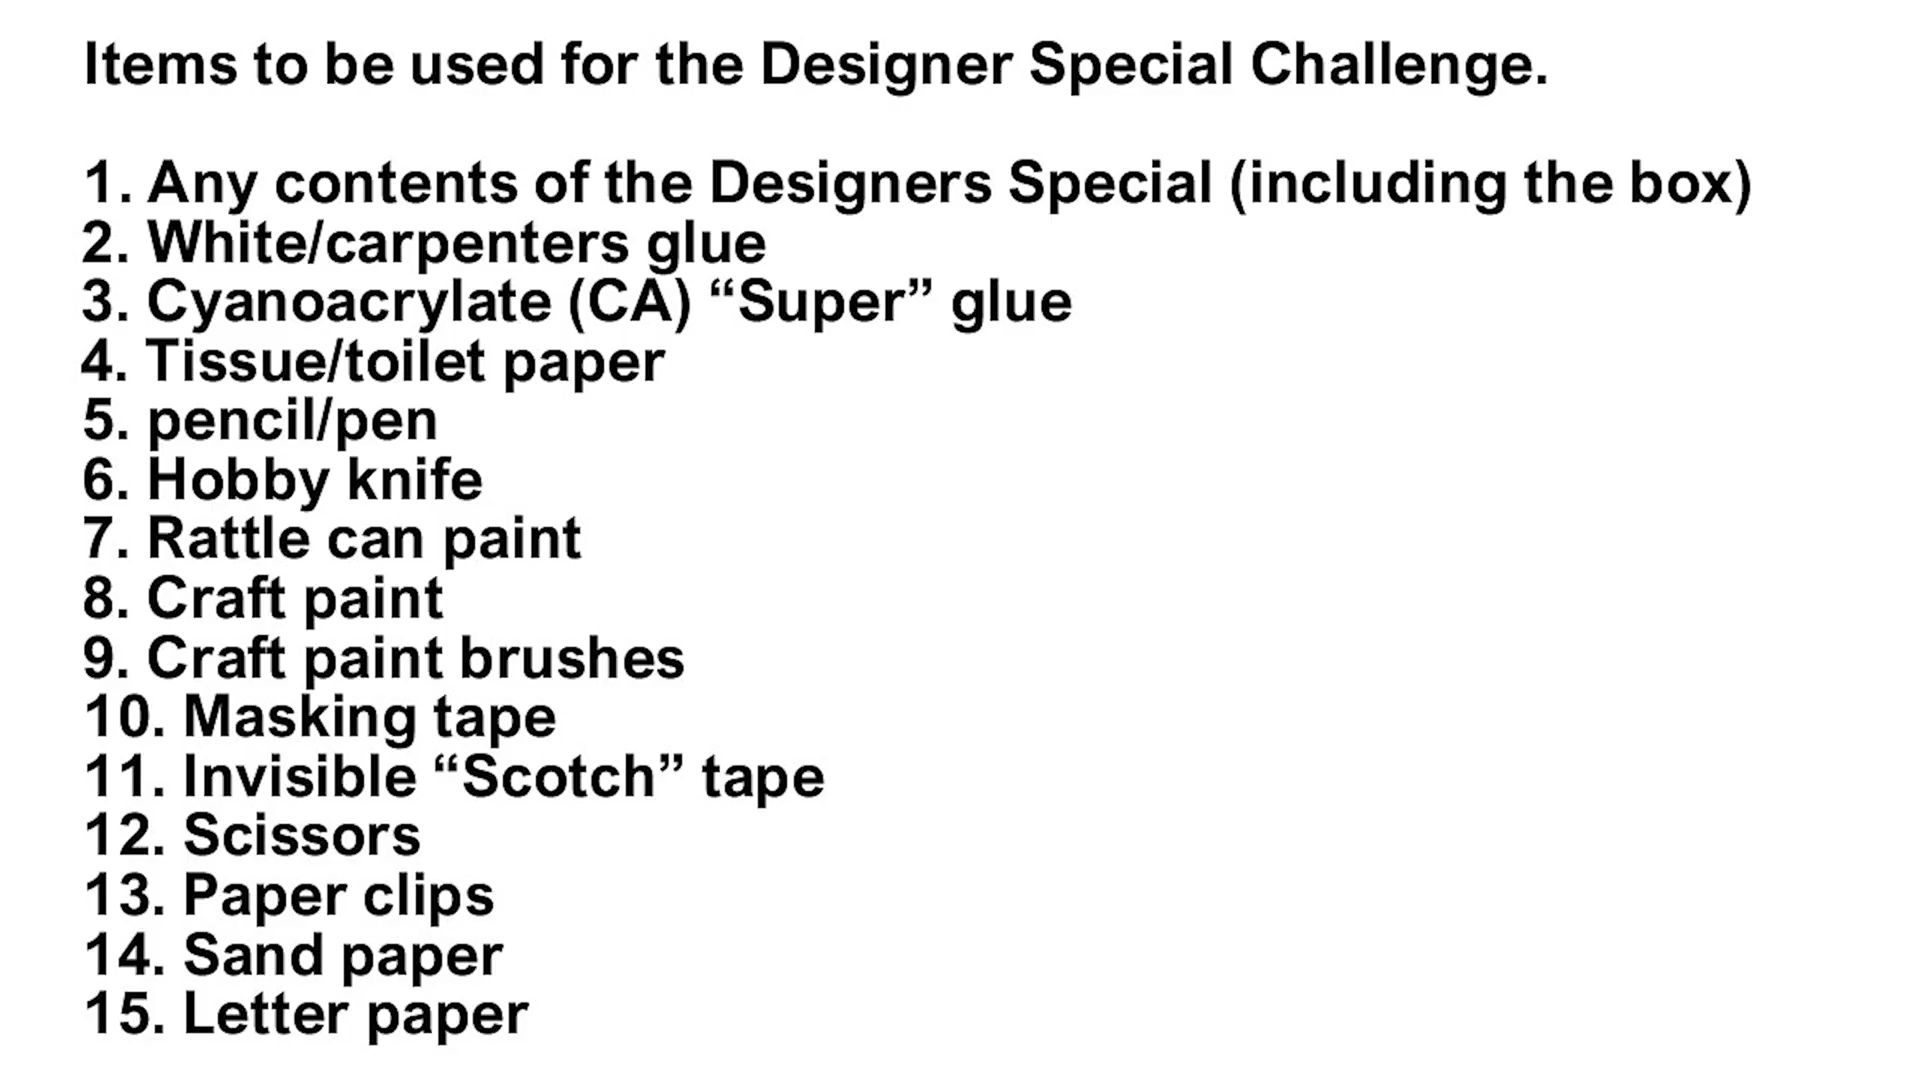 Items to be used for the Designer Special Challenge.
1. Any contents of the Designers Special (including the box)
2. White/carpenters glue
3. Cyanoacrylate (CA) “Super” glue
4. Tissue/toilet paper
5. pencil/pen
6. Hobby knife
7. Rattle can paint
8. Craft paint
9. Craft paint brushes
10. Masking tape
11. Invisible “Scotch” tape
12. Scissors
13. Paper clips
14. Sand paper
15. Letter paper